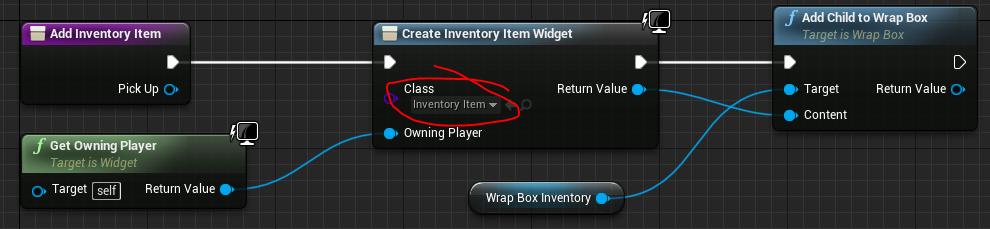 Add Inventory Item
Pick Up
Get Owning Player
Target is Widget
Target self
Return Value
Create Inventory Item Widget
Class
Inventory Item
Return Value
Owning Player
Wrap Box Inventory
f Add Child to Wrap Box
Target is Wrap Box
Target
Return Value
Content